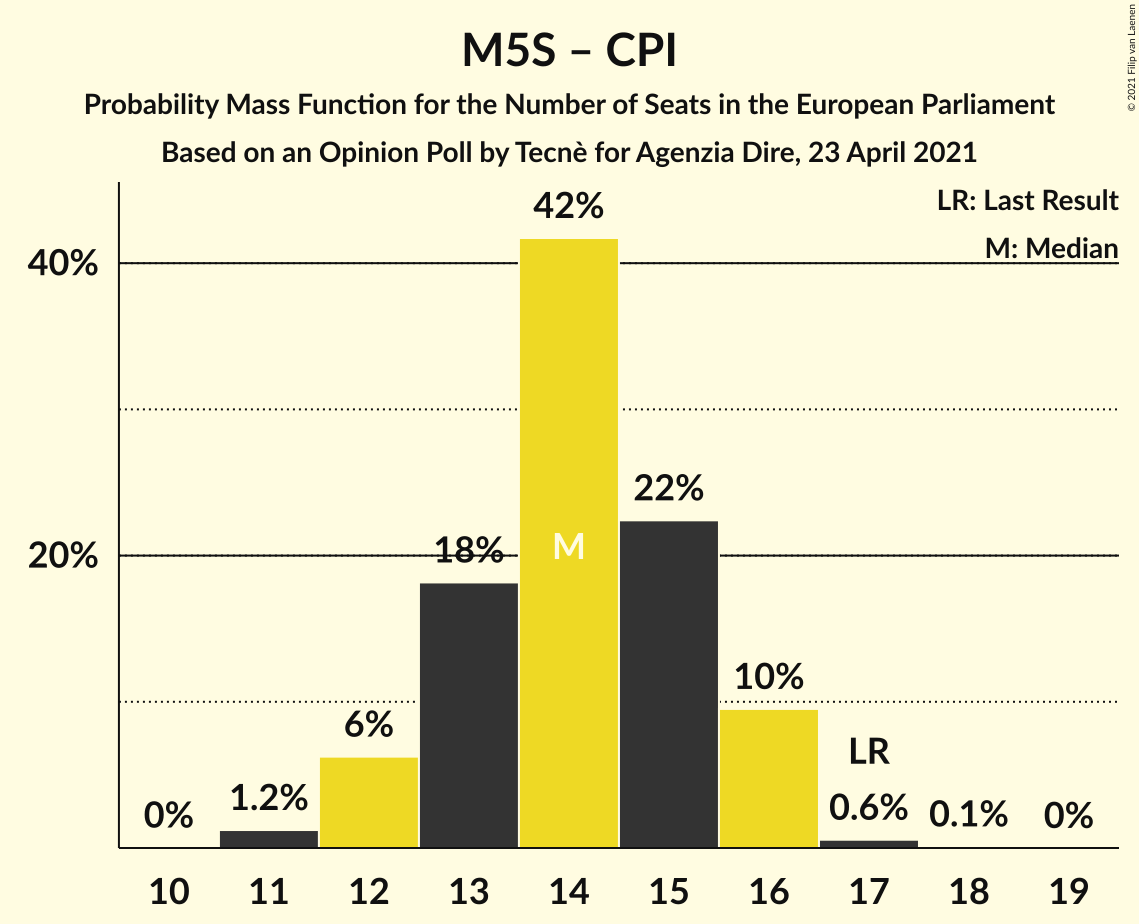 © 2021 Filip van Laenen
M5S – CPI
Probability Mass Function for the Number of Seats in the European Parliament
Based on an Opinion Poll by Tecnè for Agenzia Dire, 23 April 2021
LR: Last Result
M: Median
42%
40%
22%
20%
18%
M
10%
6%
LR
1.2%
0%
0.6%
0.1%
0%
10 11 12 13 14 15 16 17 18 19